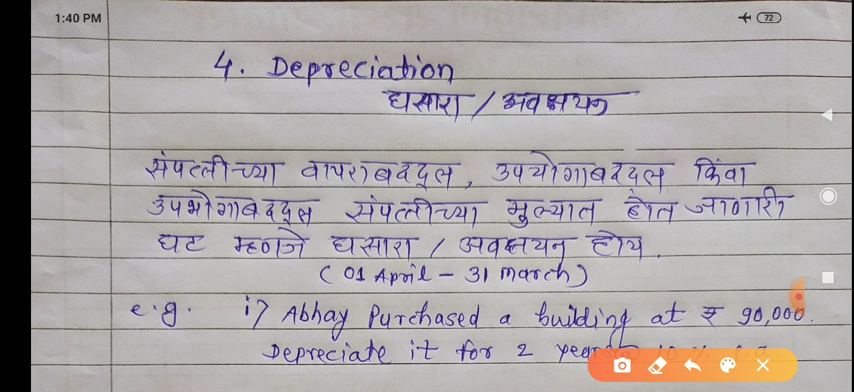 1:40 PM
72
4. Depreciation
घसारा / अवक्षयन
संपत्तीच्या वापराबद्दल, उपयोगाबद्दल किंवा
उपभोगाबद्दल संपत्तीच्या मुल्यात होत जाणारी
घट म्हणजे घसारा / अवक्षयन होय.
(01 April - 31 March)
e.g. i) Abhay Purchased a building at ₹ 90,000.
Depreciate it for 2 years